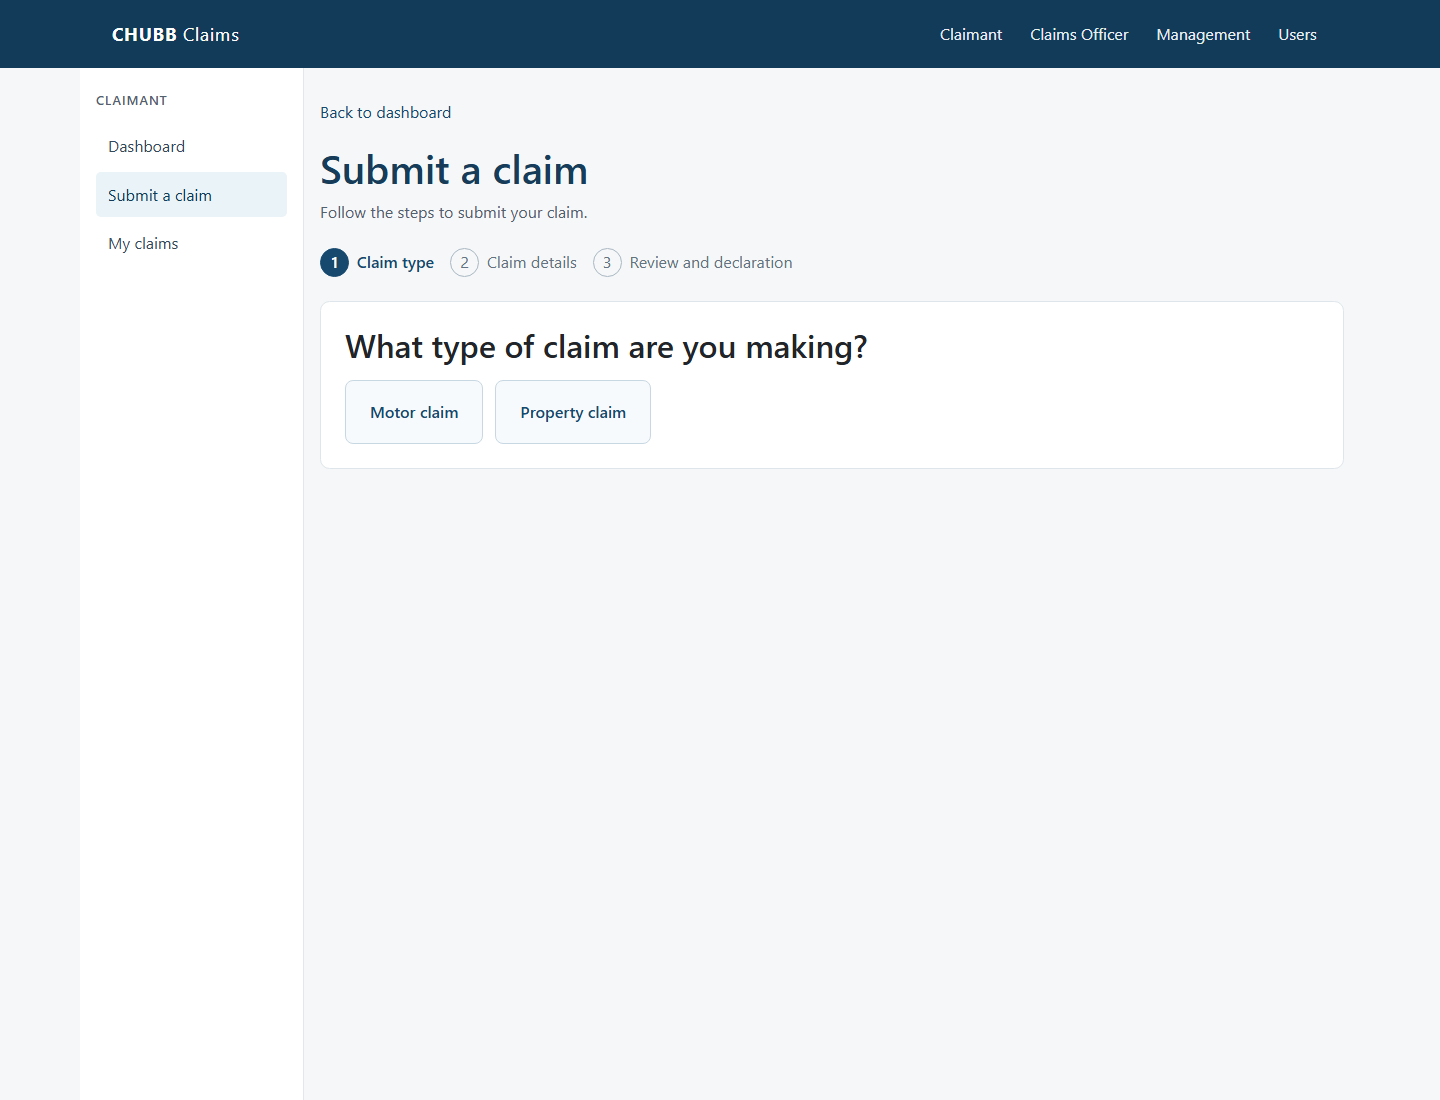 CHUBB Claims
Claimant
Claims Officer
Management
Users
CLAIMANT
Dashboard
Submit a claim
My claims
Back to dashboard
Submit a claim
Follow the steps to submit your claim.
1 Claim type 2 Claim details 3 Review and declaration
What type of claim are you making?
Motor claim
Property claim